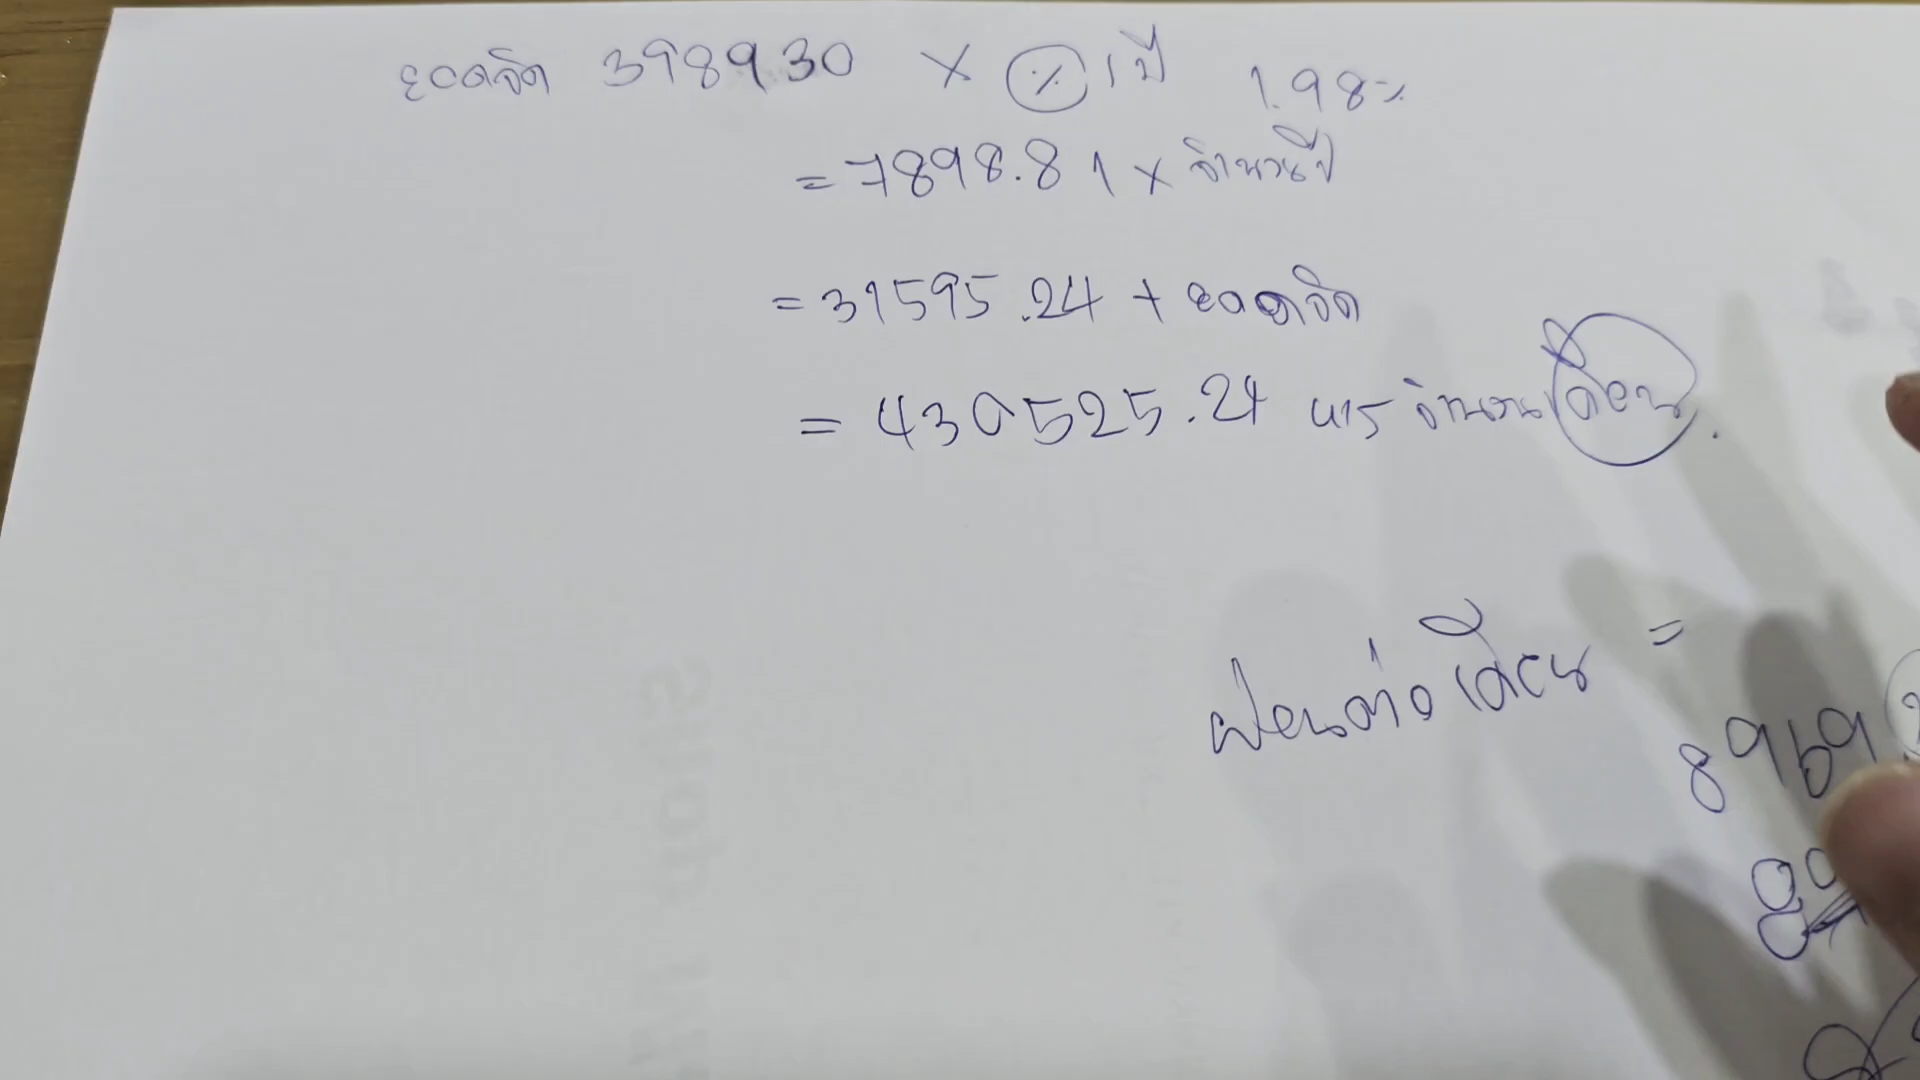 ยอดจัด 398930 × % 1 ปี 1.98%
= 7898.81 × จำนวนปี
= 31595.24 + ยอดจัด
= 430525.24 หาร จำนวนเดือน.
ผ่อนต่อเดือน =
8969